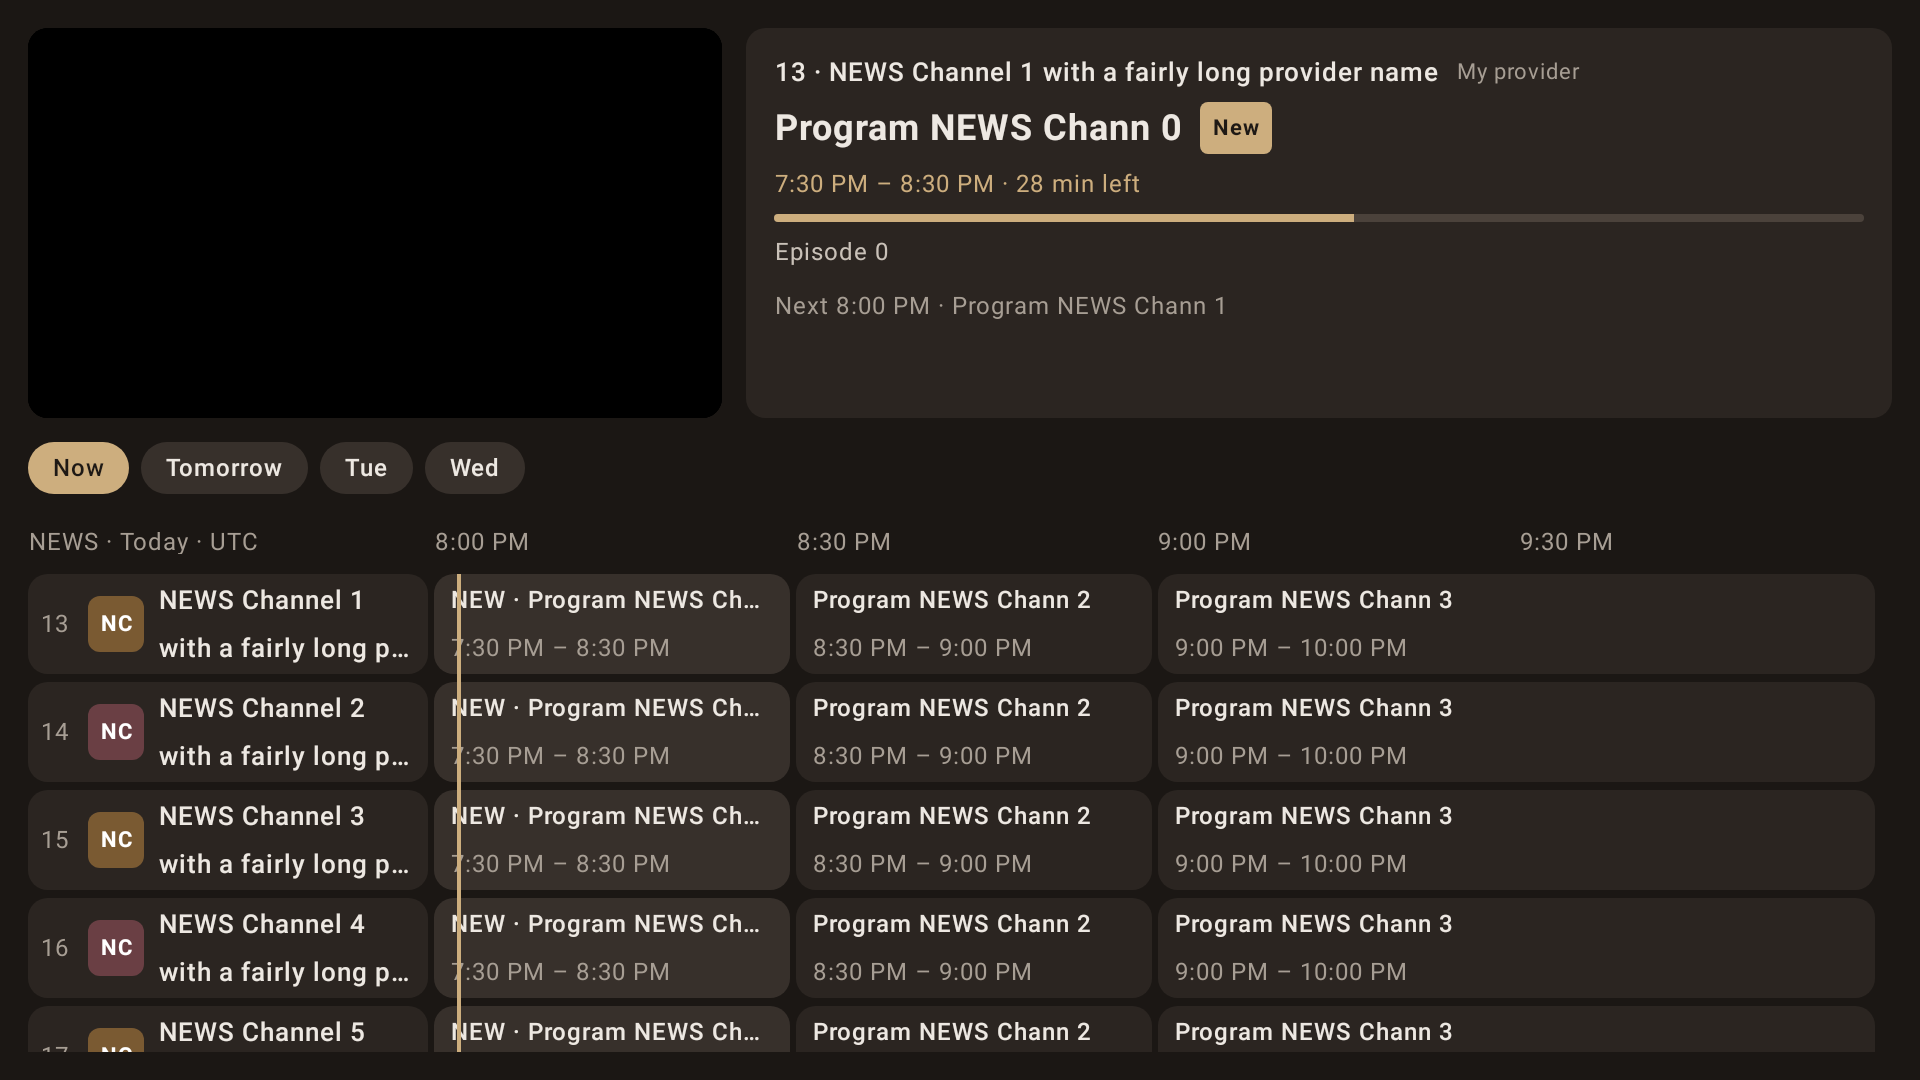 13 · NEWS Channel 1 with a fairly long provider name My provider
Program NEWS Chann 0 New
7:30 PM – 8:30 PM · 28 min left
Episode 0
Next 8:00 PM · Program NEWS Chann 1
Now Tomorrow Tue Wed
NEWS · Today · UTC 8:00 PM 8:30 PM 9:00 PM 9:30 PM
13 NC NEWS Channel 1 NEW · Program NEWS Ch… Program NEWS Chann 2 Program NEWS Chann 3
with a fairly long p… 7:30 PM – 8:30 PM 8:30 PM – 9:00 PM 9:00 PM – 10:00 PM
14 NC NEWS Channel 2 NEW · Program NEWS Ch… Program NEWS Chann 2 Program NEWS Chann 3
with a fairly long p… 7:30 PM – 8:30 PM 8:30 PM – 9:00 PM 9:00 PM – 10:00 PM
15 NC NEWS Channel 3 NEW · Program NEWS Ch… Program NEWS Chann 2 Program NEWS Chann 3
with a fairly long p… 7:30 PM – 8:30 PM 8:30 PM – 9:00 PM 9:00 PM – 10:00 PM
16 NC NEWS Channel 4 NEW · Program NEWS Ch… Program NEWS Chann 2 Program NEWS Chann 3
with a fairly long p… 7:30 PM – 8:30 PM 8:30 PM – 9:00 PM 9:00 PM – 10:00 PM
NEWS Channel 5 NEW · Program NEWS Ch… Program NEWS Chann 2 Program NEWS Chann 3